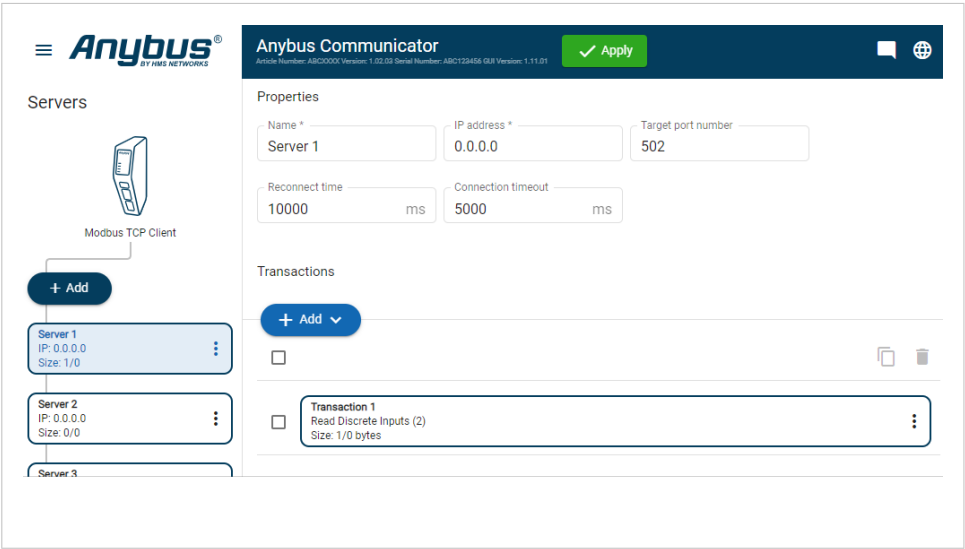 Anybus®
BY HMS NETWORKS
Anybus Communicator
Article Number: ABCXXXX Version: 1.02.03 Serial Number: ABC123456 GUI Version: 1.11.01
Apply
Servers
Modbus TCP Client
+ Add
Server 1
IP: 0.0.0.0
Size: 1/0
Server 2
IP: 0.0.0.0
Size: 0/0
Server 3
Properties
Name *
Server 1
IP address *
0.0.0.0
Target port number
502
Reconnect time
10000 ms
Connection timeout
5000 ms
Transactions
+ Add
Transaction 1
Read Discrete Inputs (2)
Size: 1/0 bytes